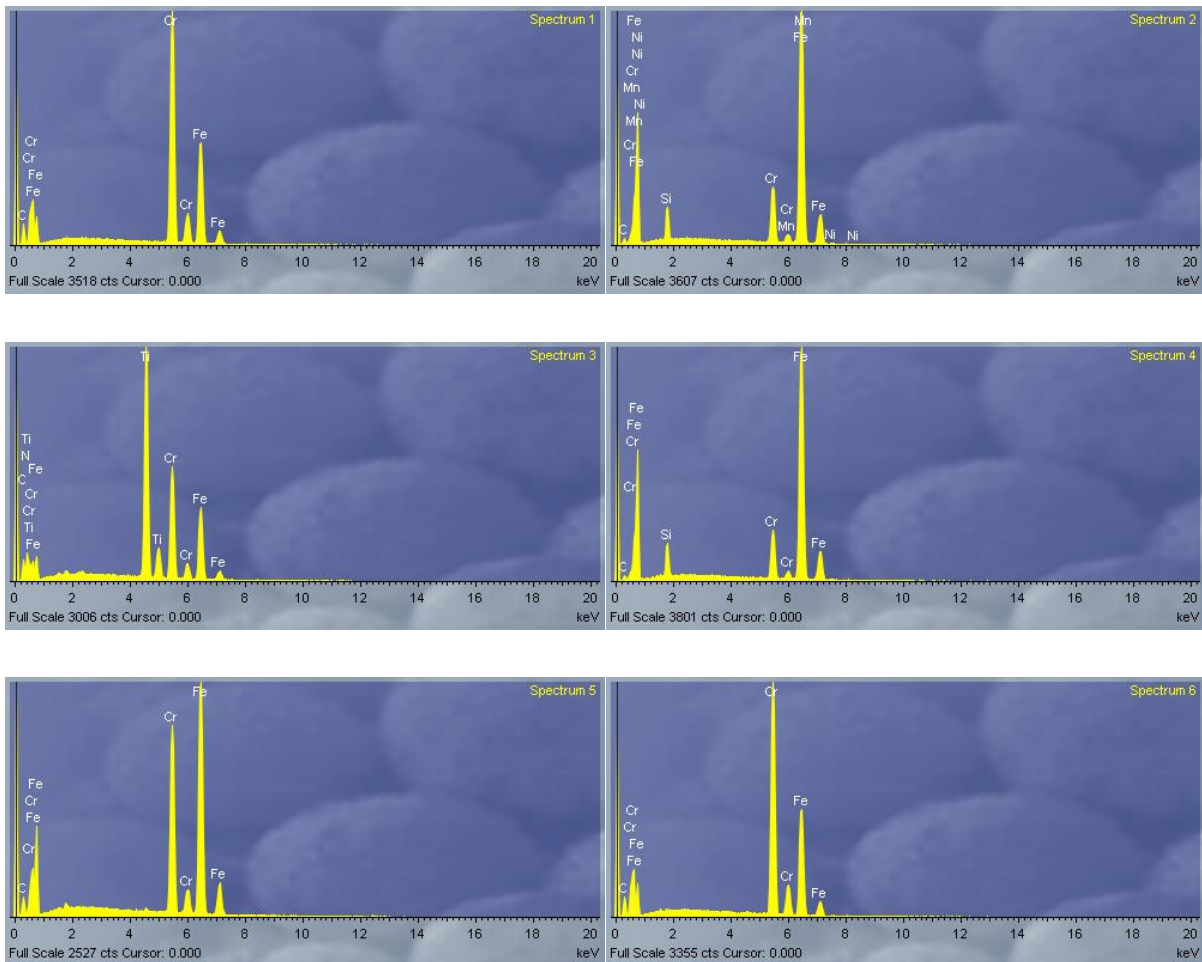 Spectrum 1
Cr
Cr
Cr
Fe
Fe
C
Fe
Cr
Fe
0 2 4 6 8 10 12 14 16 18 20
Full Scale 3518 cts Cursor: 0.000 keV
Spectrum 2
Fe
Ni
Ni
Cr
Mn
Ni
Mn
Cr
Fe
C
Si
Cr
Cr
Mn
Mn
Fe
Fe
Ni
Ni
0 2 4 6 8 10 12 14 16 18 20
Full Scale 3607 cts Cursor: 0.000 keV
Spectrum 3
Ti
N
Fe
C
Cr
Cr
Ti
Fe
Ti
Ti
Cr
Cr
Fe
Fe
0 2 4 6 8 10 12 14 16 18 20
Full Scale 3006 cts Cursor: 0.000 keV
Spectrum 4
Fe
Fe
Cr
Cr
C
Si
Cr
Cr
Fe
Fe
0 2 4 6 8 10 12 14 16 18 20
Full Scale 3801 cts Cursor: 0.000 keV
Spectrum 5
Fe
Cr
Fe
Cr
C
Cr
Cr
Fe
Fe
0 2 4 6 8 10 12 14 16 18 20
Full Scale 2527 cts Cursor: 0.000 keV
Spectrum 6
Cr
Cr
Fe
Fe
C
Cr
Cr
Fe
Fe
0 2 4 6 8 10 12 14 16 18 20
Full Scale 3355 cts Cursor: 0.000 keV